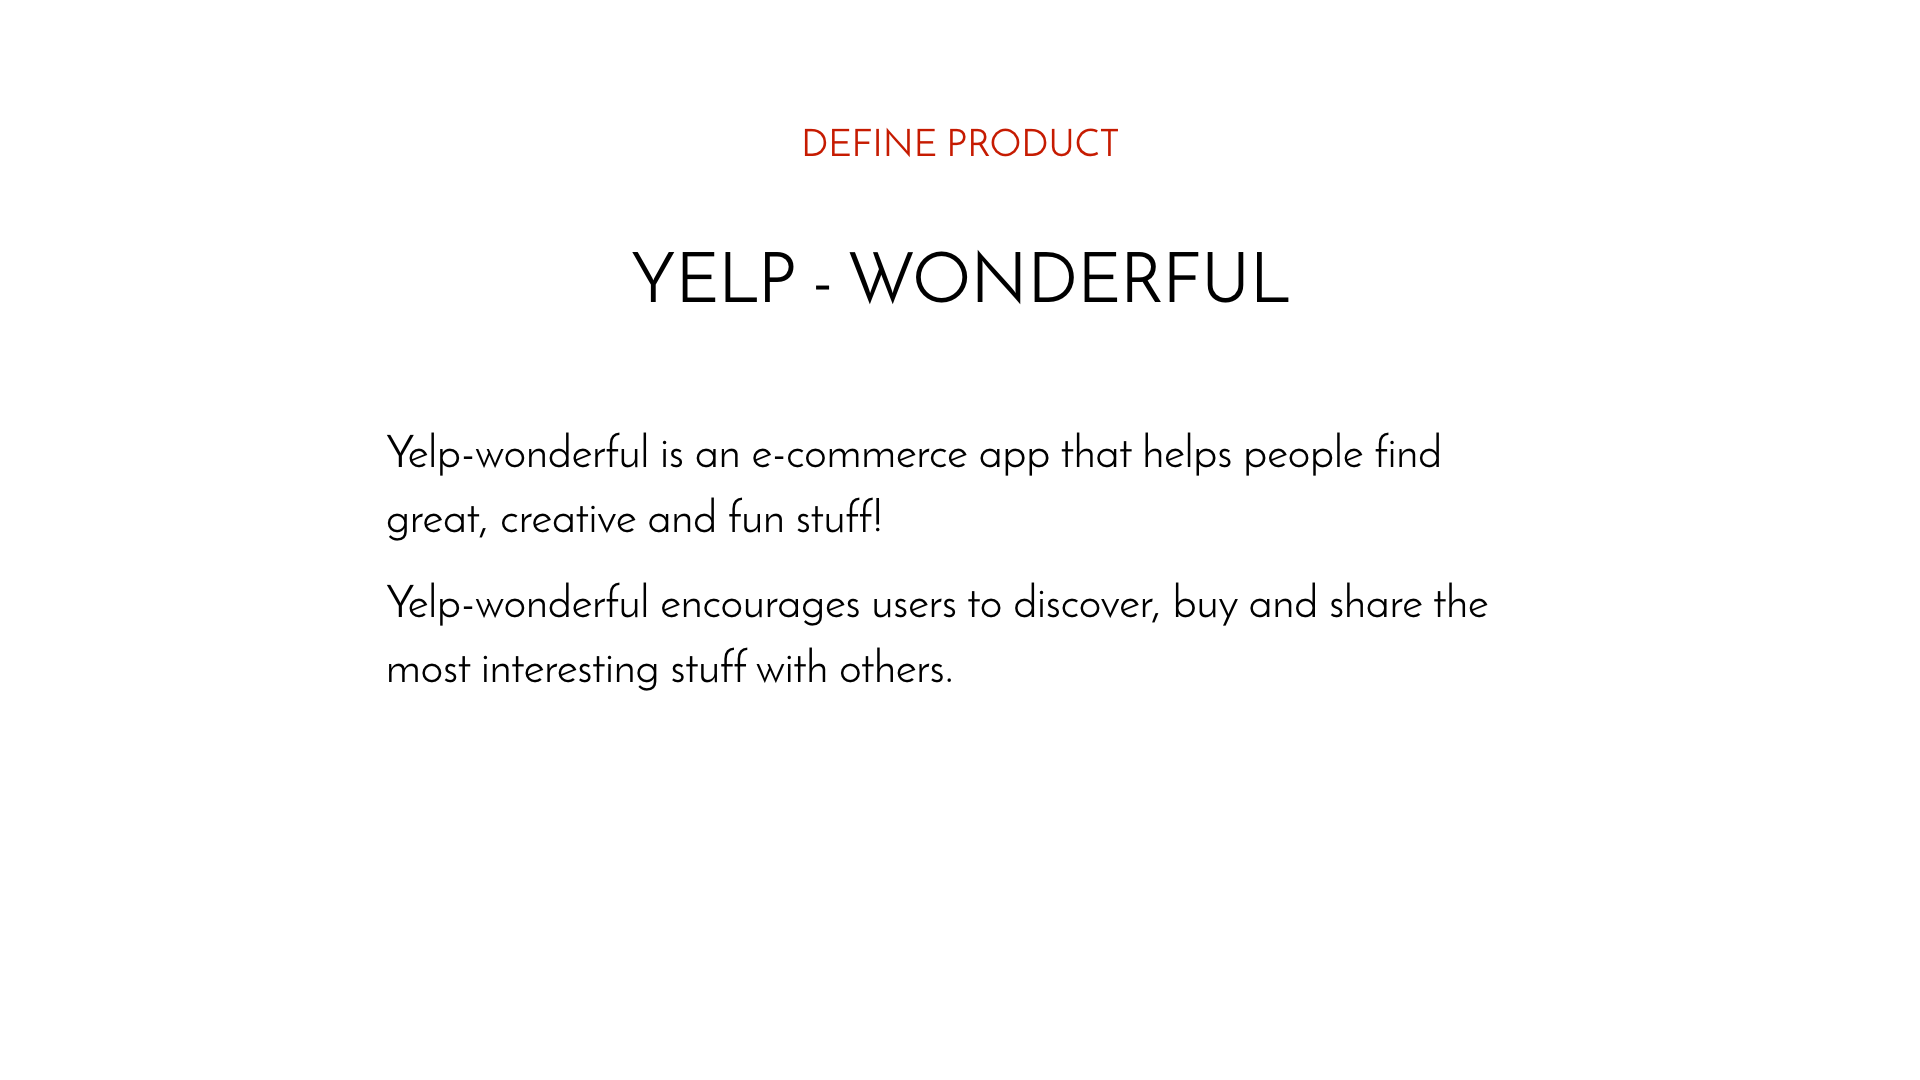 DEFINE PRODUCT
YELP - WONDERFUL
Yelp-wonderful is an e-commerce app that helps people find
great, creative and fun stuff!
Yelp-wonderful encourages users to discover, buy and share the
most interesting stuff with others.